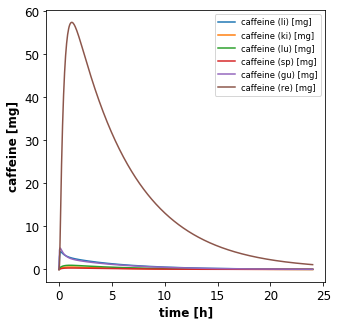 caffeine (li) [mg]
caffeine (ki) [mg]
caffeine (lu) [mg]
caffeine (sp) [mg]
caffeine (gu) [mg]
caffeine (re) [mg]
caffeine [mg]
60
50
40
30
20
10
0
0 5 10 15 20 25
time [h]